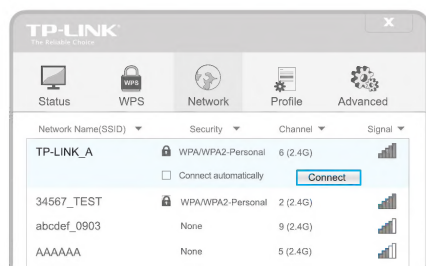 TP-LINK
The Reliable Choice
X
WPS
Status WPS Network Profile Advanced
Network Name(SSID) Security Channel Signal
TP-LINK_A WPA/WPA2-Personal 6 (2.4G)
Connect automatically Connect
34567_TEST WPA/WPA2-Personal 2 (2.4G)
abcdef_0903 None 9 (2.4G)
AAAAAA None 5 (2.4G)